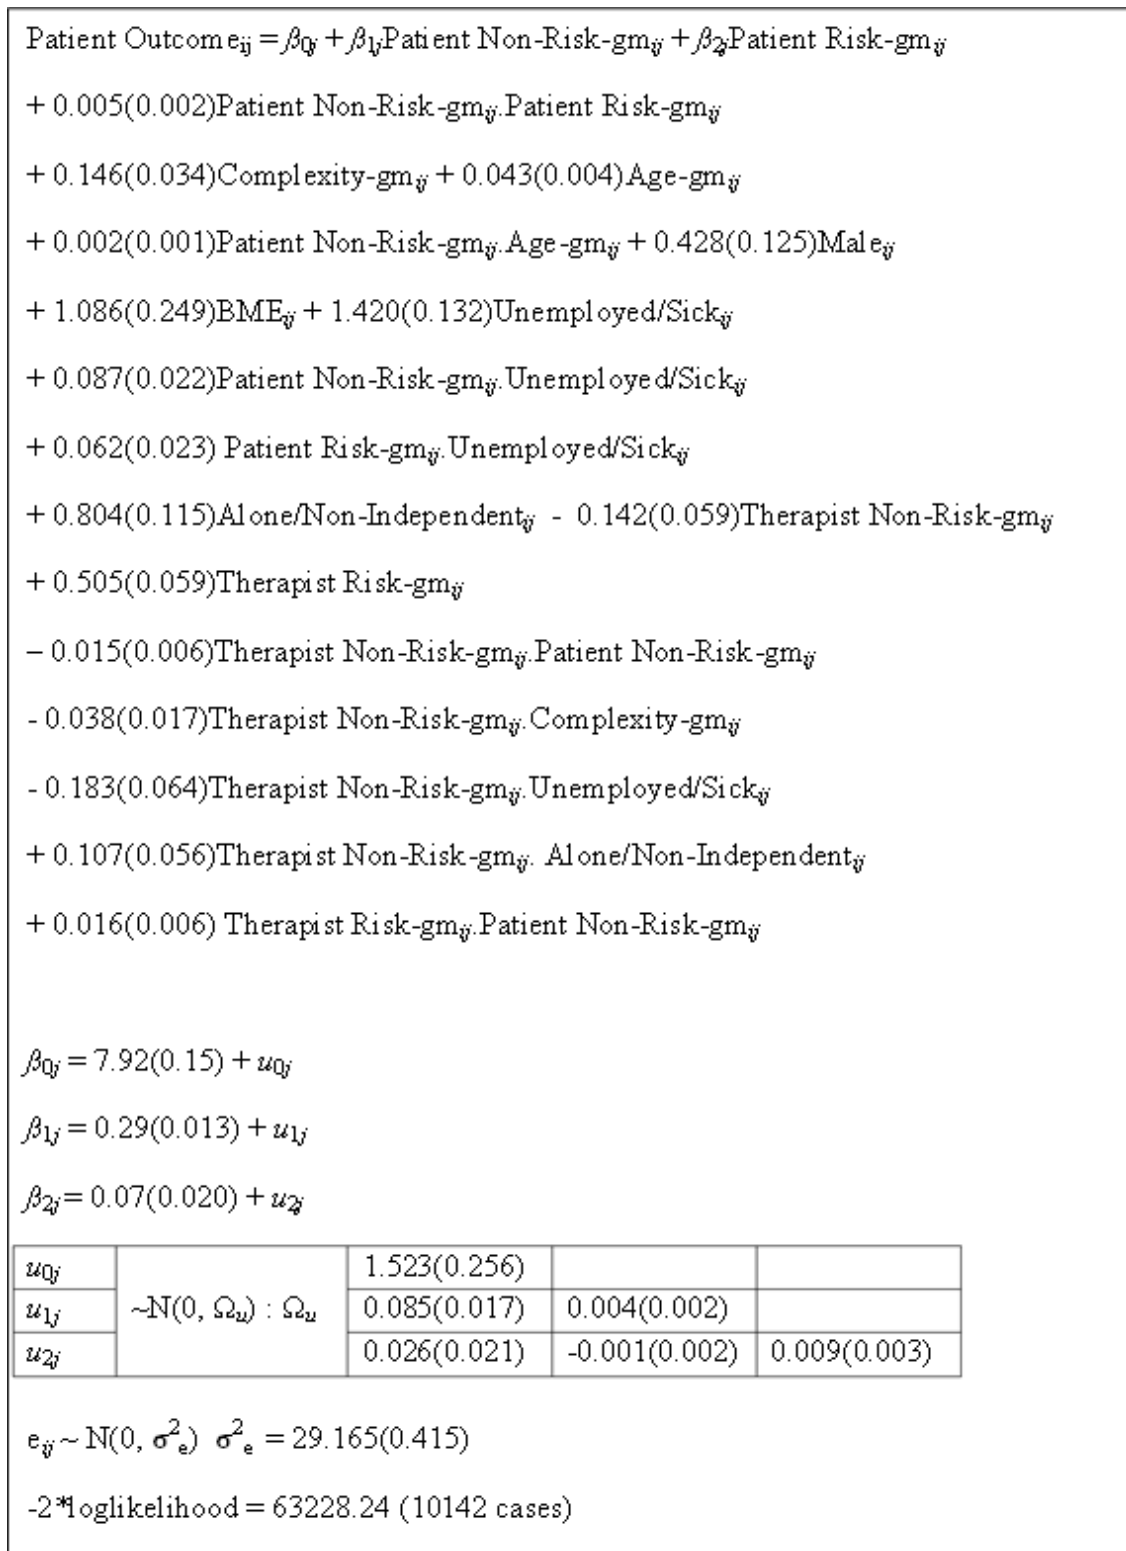 Patient Outcomeᵢⱼ = β₀ⱼ + β₁ⱼPatient Non-Risk-gmᵢⱼ + β₂ⱼPatient Risk-gmᵢⱼ
+ 0.005(0.002)Patient Non-Risk-gmᵢⱼ.Patient Risk-gmᵢⱼ
+ 0.146(0.034)Complexity-gmᵢⱼ + 0.043(0.004)Age-gmᵢⱼ
+ 0.002(0.001)Patient Non-Risk-gmᵢⱼ.Age-gmᵢⱼ + 0.428(0.125)Maleᵢⱼ
+ 1.086(0.249)BMEᵢⱼ + 1.420(0.132)Unemployed/Sickᵢⱼ
+ 0.087(0.022)Patient Non-Risk-gmᵢⱼ.Unemployed/Sickᵢⱼ
+ 0.062(0.023) Patient Risk-gmᵢⱼ.Unemployed/Sickᵢⱼ
+ 0.804(0.115)Alone/Non-Independentᵢⱼ - 0.142(0.059)Therapist Non-Risk-gmᵢⱼ
+ 0.505(0.059)Therapist Risk-gmᵢⱼ
– 0.015(0.006)Therapist Non-Risk-gmᵢⱼ.Patient Non-Risk-gmᵢⱼ
- 0.038(0.017)Therapist Non-Risk-gmᵢⱼ.Complexity-gmᵢⱼ
- 0.183(0.064)Therapist Non-Risk-gmᵢⱼ.Unemployed/Sickᵢⱼ
+ 0.107(0.056)Therapist Non-Risk-gmᵢⱼ. Alone/Non-Independentᵢⱼ
+ 0.016(0.006) Therapist Risk-gmᵢⱼ.Patient Non-Risk-gmᵢⱼ
β₀ⱼ = 7.92(0.15) + u₀ⱼ
β₁ⱼ = 0.29(0.013) + u₁ⱼ
β₂ⱼ = 0.07(0.020) + u₂ⱼ
u₀ⱼ 1.523(0.256)
u₁ⱼ ~N(0, Ωᵤ) : Ωᵤ 0.085(0.017) 0.004(0.002)
u₂ⱼ 0.026(0.021) -0.001(0.002) 0.009(0.003)
eᵢⱼ ~ N(0, σ²ₑ) σ²ₑ = 29.165(0.415)
-2*loglikelihood = 63228.24 (10142 cases)